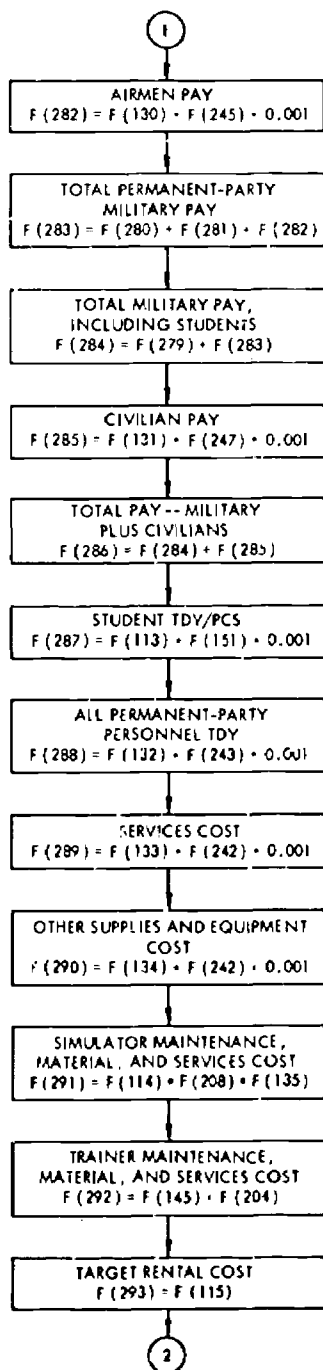 1
AIRMEN PAY
F (282) = F (130) • F (245) • 0.001
TOTAL PERMANENT-PARTY
MILITARY PAY
F (283) = F (280) + F (281) + F (282)
TOTAL MILITARY PAY,
INCLUDING STUDENTS
F (284) = F (279) + F (283)
CIVILIAN PAY
F (285) = F (131) • F (247) • 0.001
TOTAL PAY -- MILITARY
PLUS CIVILIANS
F (286) = F (284) + F (285)
STUDENT TDY/PCS
F (287) = F (113) • F (151) • 0.001
ALL PERMANENT-PARTY
PERSONNEL TDY
F (288) = F (132) • F (243) • 0.001
SERVICES COST
F (289) = F (133) • F (242) • 0.001
OTHER SUPPLIES AND EQUIPMENT
COST
F (290) = F (134) • F (242) • 0.001
SIMULATOR MAINTENANCE,
MATERIAL, AND SERVICES COST
F (291) = F (114) • F (208) • F (135)
TRAINER MAINTENANCE,
MATERIAL, AND SERVICES COST
F (292) = F (145) • F (204)
TARGET RENTAL COST
F (293) = F (115)
2